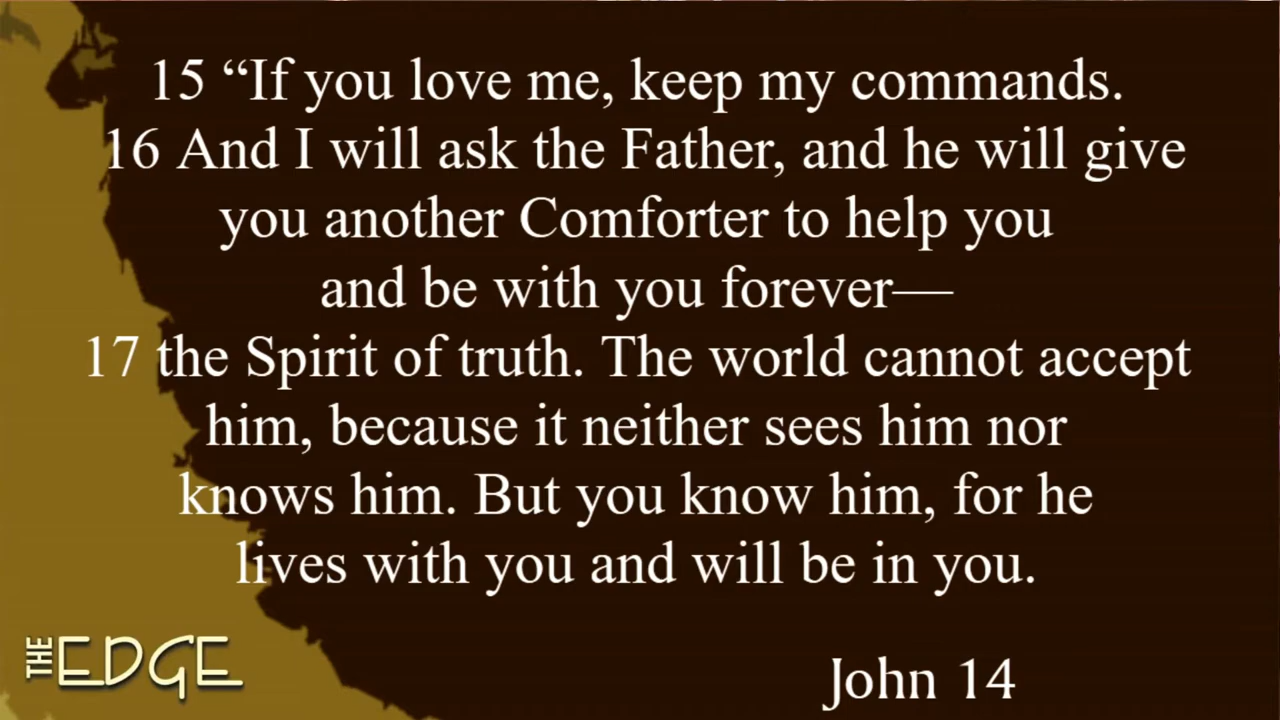 15 “If you love me, keep my commands.
16 And I will ask the Father, and he will give
you another Comforter to help you
and be with you forever—
17 the Spirit of truth. The world cannot accept
him, because it neither sees him nor
knows him. But you know him, for he
lives with you and will be in you.
THE EDGE
John 14